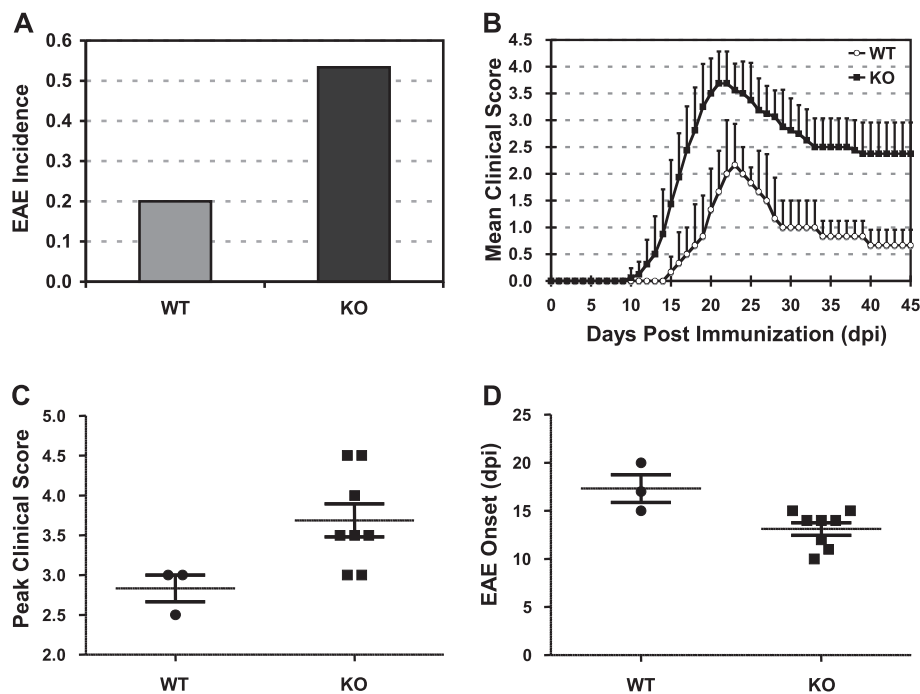 A
EAE Incidence
0.6
0.5
0.4
0.3
0.2
0.1
0.0
WT KO
B
Mean Clinical Score
4.5
4.0
3.5
3.0
2.5
2.0
1.5
1.0
0.5
0.0
WT
KO
0 5 10 15 20 25 30 35 40 45
Days Post Immunization (dpi)
C
Peak Clinical Score
5.0
4.5
4.0
3.5
3.0
2.5
2.0
WT KO
D
EAE Onset (dpi)
25
20
15
10
5
0
WT KO